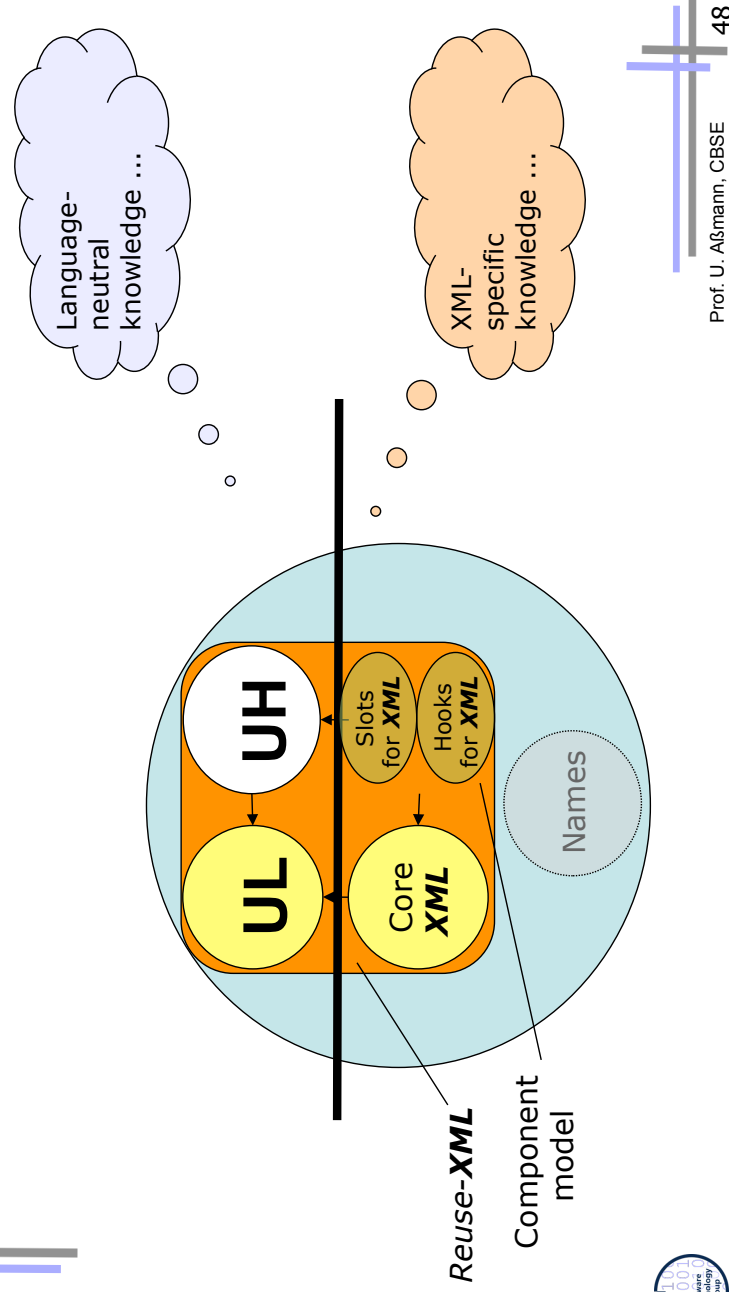 Language-
neutral
knowledge …
UL
UH
Core
XML
Slots
for XML
Hooks
for XML
Names
Reuse-XML
Component
model
XML-
specific
knowledge …
Prof. U. Aßmann, CBSE
48